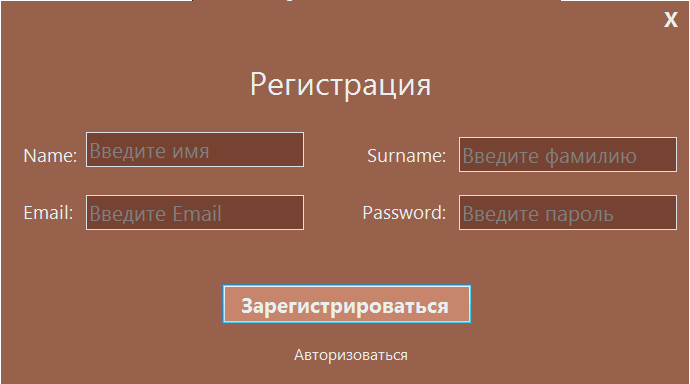 X
Регистрация
Name: Введите имя Surname: Введите фамилию
Email: Введите Email Password: Введите пароль
Зарегистрироваться
Авторизоваться